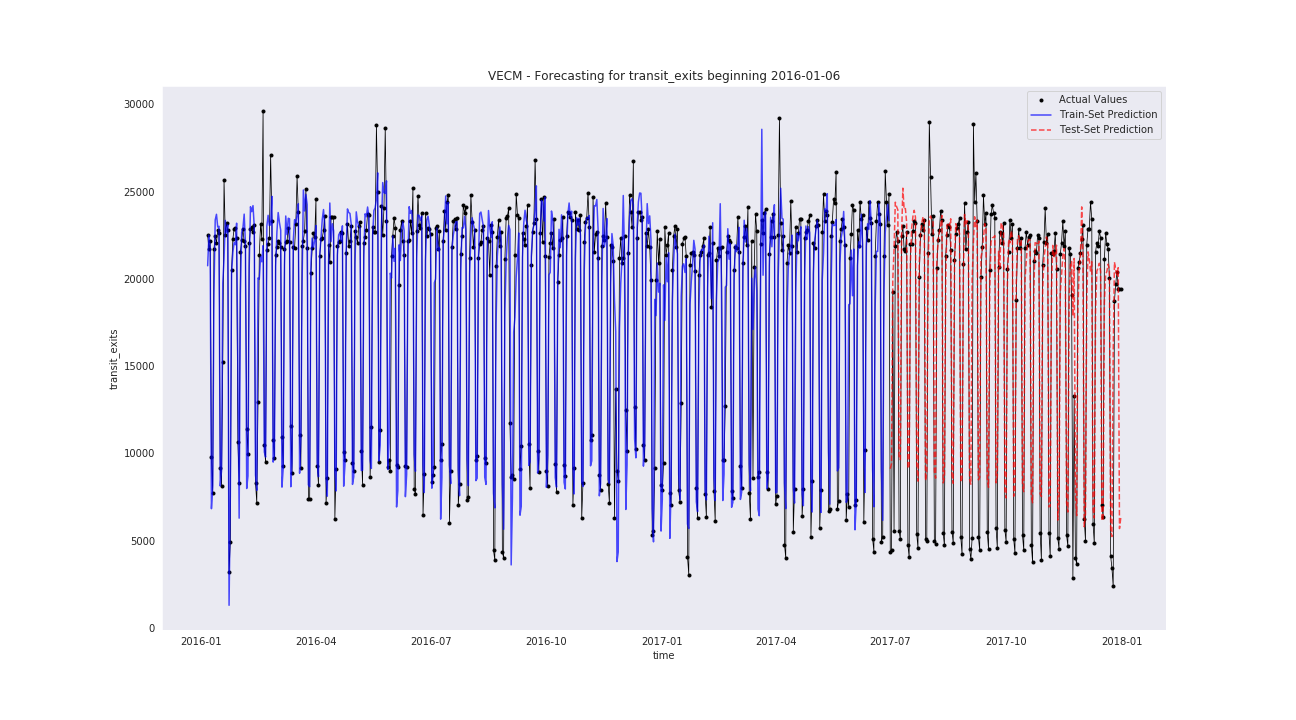 VECM - Forecasting for transit_exits beginning 2016-01-06
Actual Values
Train-Set Prediction
Test-Set Prediction
30000
25000
20000
15000
10000
5000
0
transit_exits
2016-01 2016-04 2016-07 2016-10 2017-01 2017-04 2017-07 2017-10 2018-01
time